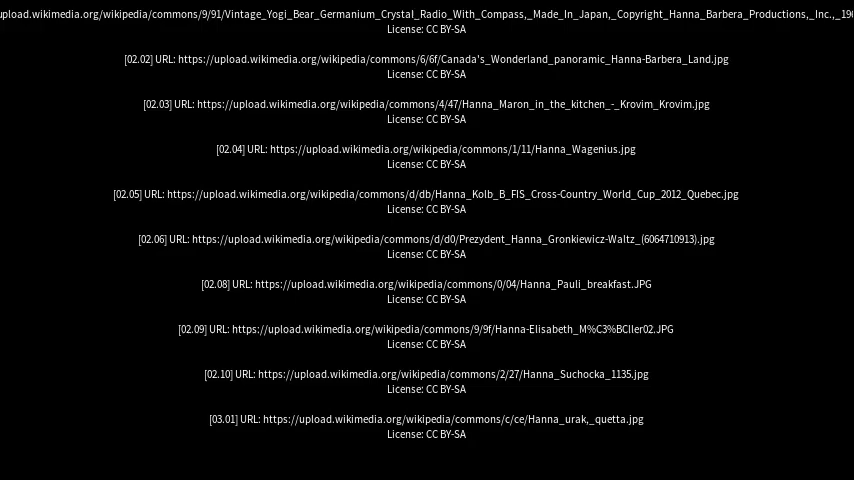 upload.wikimedia.org/wikipedia/commons/9/91/Vintage_Yogi_Bear_Germanium_Crystal_Radio_With_Compass,_Made_In_Japan,_Copyright_Hanna_Barbera_Productions,_Inc.,_196
License: CC BY-SA
[02.02] URL: https://upload.wikimedia.org/wikipedia/commons/6/6f/Canada's_Wonderland_panoramic_Hanna-Barbera_Land.jpg
License: CC BY-SA
[02.03] URL: https://upload.wikimedia.org/wikipedia/commons/4/47/Hanna_Maron_in_the_kitchen_-_Krovim_Krovim.jpg
License: CC BY-SA
[02.04] URL: https://upload.wikimedia.org/wikipedia/commons/1/11/Hanna_Wagenius.jpg
License: CC BY-SA
[02.05] URL: https://upload.wikimedia.org/wikipedia/commons/d/db/Hanna_Kolb_B_FIS_Cross-Country_World_Cup_2012_Quebec.jpg
License: CC BY-SA
[02.06] URL: https://upload.wikimedia.org/wikipedia/commons/d/d0/Prezydent_Hanna_Gronkiewicz-Waltz_(6064710913).jpg
License: CC BY-SA
[02.08] URL: https://upload.wikimedia.org/wikipedia/commons/0/04/Hanna_Pauli_breakfast.JPG
License: CC BY-SA
[02.09] URL: https://upload.wikimedia.org/wikipedia/commons/9/9f/Hanna-Elisabeth_M%C3%BCller02.JPG
License: CC BY-SA
[02.10] URL: https://upload.wikimedia.org/wikipedia/commons/2/27/Hanna_Suchocka_1135.jpg
License: CC BY-SA
[03.01] URL: https://upload.wikimedia.org/wikipedia/commons/c/ce/Hanna_urak,_quetta.jpg
License: CC BY-SA